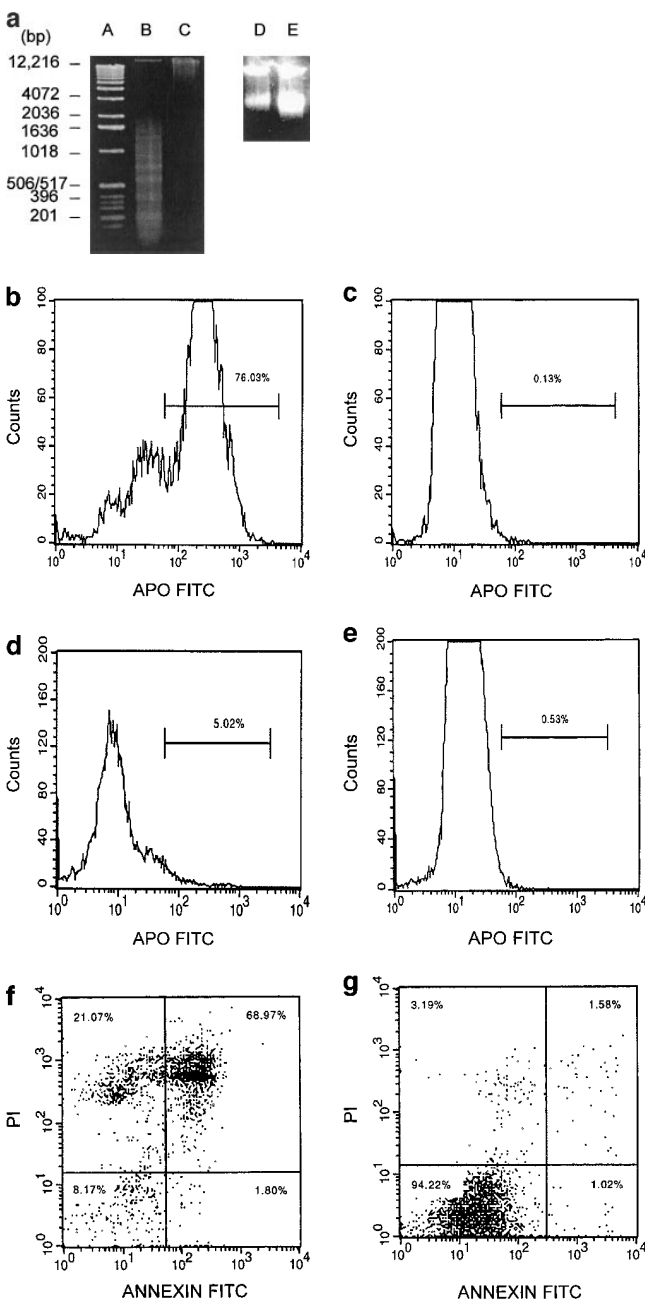 a
(bp)
A B C D E
12,216
4072
2036
1636
1018
506/517
396
201
b
100
80
60
40
20
0
Counts
76.03%
10^0 10^1 10^2 10^3 10^4
APO FITC
c
100
80
60
40
20
0
Counts
0.13%
10^0 10^1 10^2 10^3 10^4
APO FITC
d
200
160
120
80
40
0
Counts
5.02%
10^0 10^1 10^2 10^3 10^4
APO FITC
e
200
160
120
80
40
0
Counts
0.53%
10^0 10^1 10^2 10^3 10^4
APO FITC
f
10^4
10^3
10^2
10^1
10^0
PI
21.07% 68.97%
8.17% 1.80%
10^0 10^1 10^2 10^3 10^4
ANNEXIN FITC
g
10^4
10^3
10^2
10^1
10^0
PI
3.19% 1.58%
94.22% 1.02%
10^0 10^1 10^2 10^3 10^4
ANNEXIN FITC